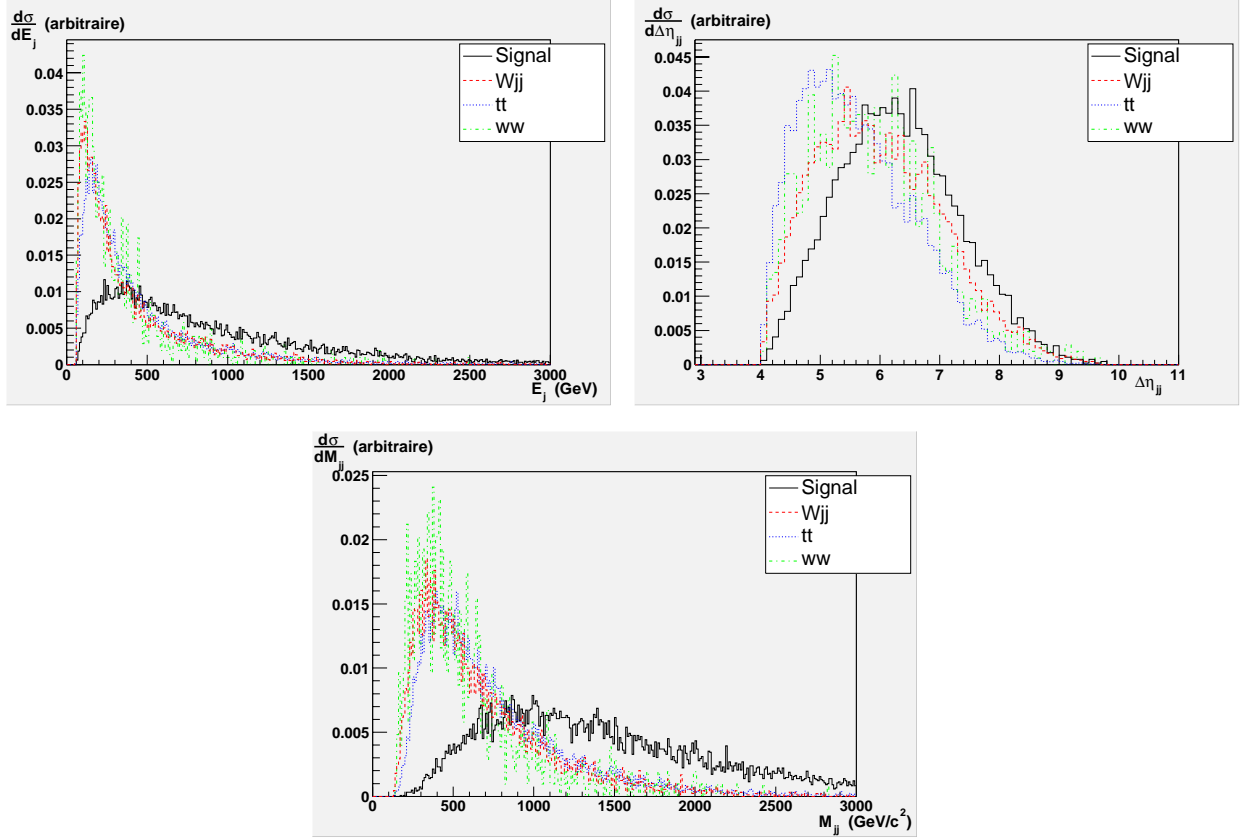 dσ
dE_j (arbitraire)
Signal
Wjj
tt
ww
0.04
0.035
0.03
0.025
0.02
0.015
0.01
0.005
0
0 500 1000 1500 2000 2500 3000
E_j (GeV)
dσ
dΔη_jj (arbitraire)
Signal
Wjj
tt
ww
0.045
0.04
0.035
0.03
0.025
0.02
0.015
0.01
0.005
0
3 4 5 6 7 8 9 10 11
Δη_jj
dσ
dM_jj (arbitraire)
Signal
Wjj
tt
ww
0.025
0.02
0.015
0.01
0.005
0
0 500 1000 1500 2000 2500 3000
M_jj (GeV/c²)